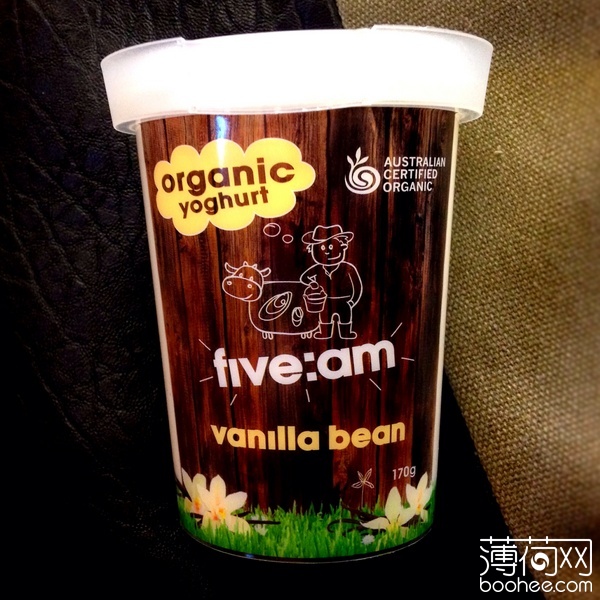 organic
yoghurt
AUSTRALIAN
CERTIFIED
ORGANIC
five:am
vanilla bean
170g
薄荷网
boohee.com